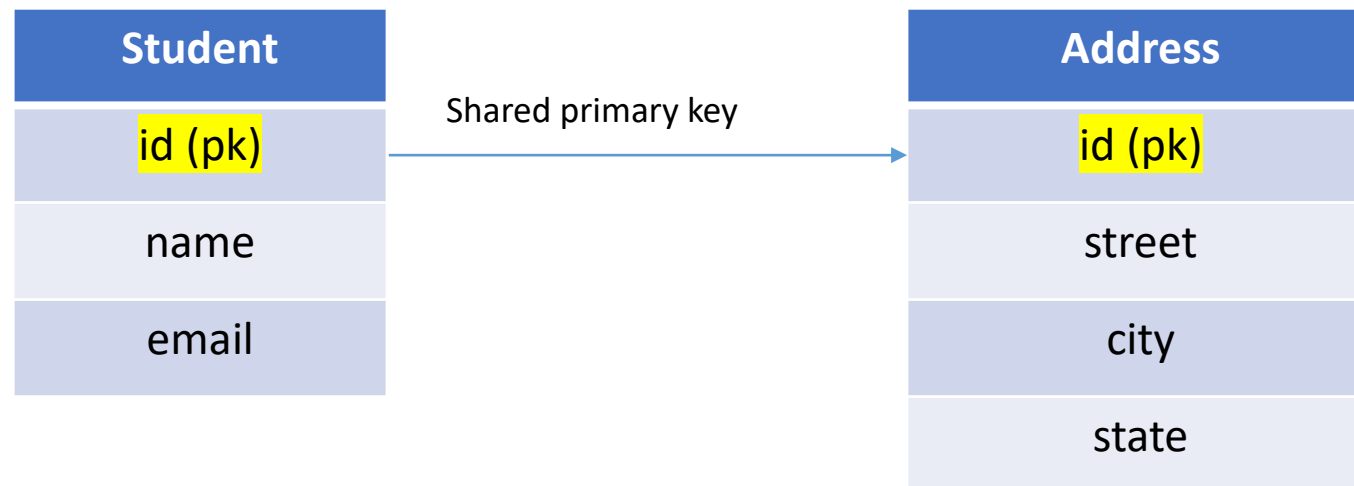 Student
id (pk)
name
email
Shared primary key
Address
id (pk)
street
city
state